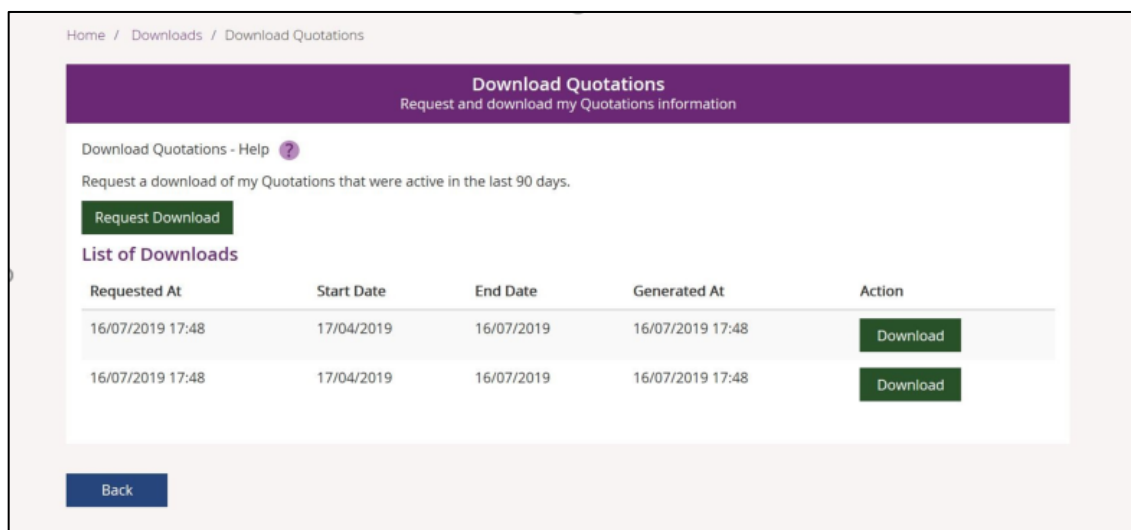 Home / Downloads / Download Quotations
Download Quotations
Request and download my Quotations information
Download Quotations - Help ?
Request a download of my Quotations that were active in the last 90 days.
Request Download
List of Downloads
Requested At Start Date End Date Generated At Action
16/07/2019 17:48 17/04/2019 16/07/2019 16/07/2019 17:48 Download
16/07/2019 17:48 17/04/2019 16/07/2019 16/07/2019 17:48 Download
Back